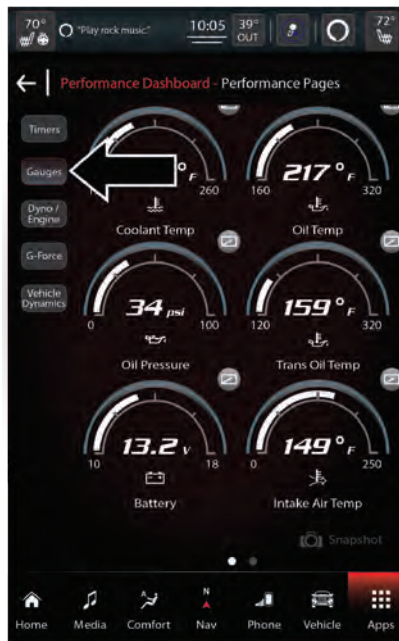 70°
"Play rock music."
10:05
39°
OUT
72°
Performance Dashboard - Performance Pages
Timers
Gauges
Dyno /
Engine
G-Force
Vehicle
Dynamics
° F
260
Coolant Temp
217 ° F
160
320
Oil Temp
34 psi
0
100
Oil Pressure
159 ° F
120
320
Trans Oil Temp
13.2 V
10
18
Battery
149 ° F
0
250
Intake Air Temp
Snapshot
A
N
Home
Media
Comfort
Nav
Phone
Vehicle
Apps